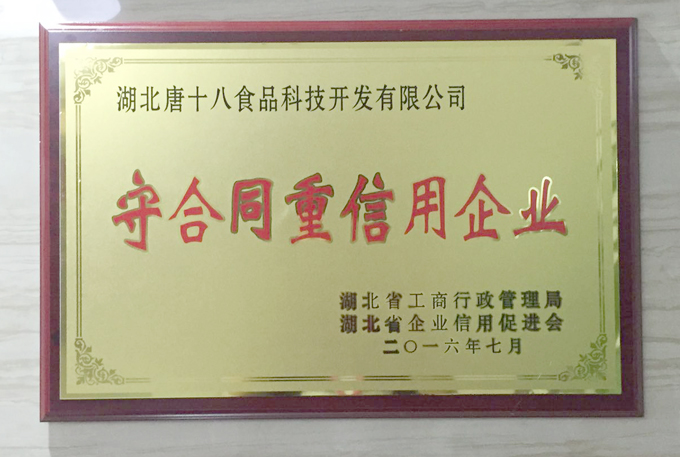 湖北唐十八食品科技开发有限公司
守合同重信用企业
湖北省工商行政管理局
湖北省企业信用促进会
二〇一六年七月